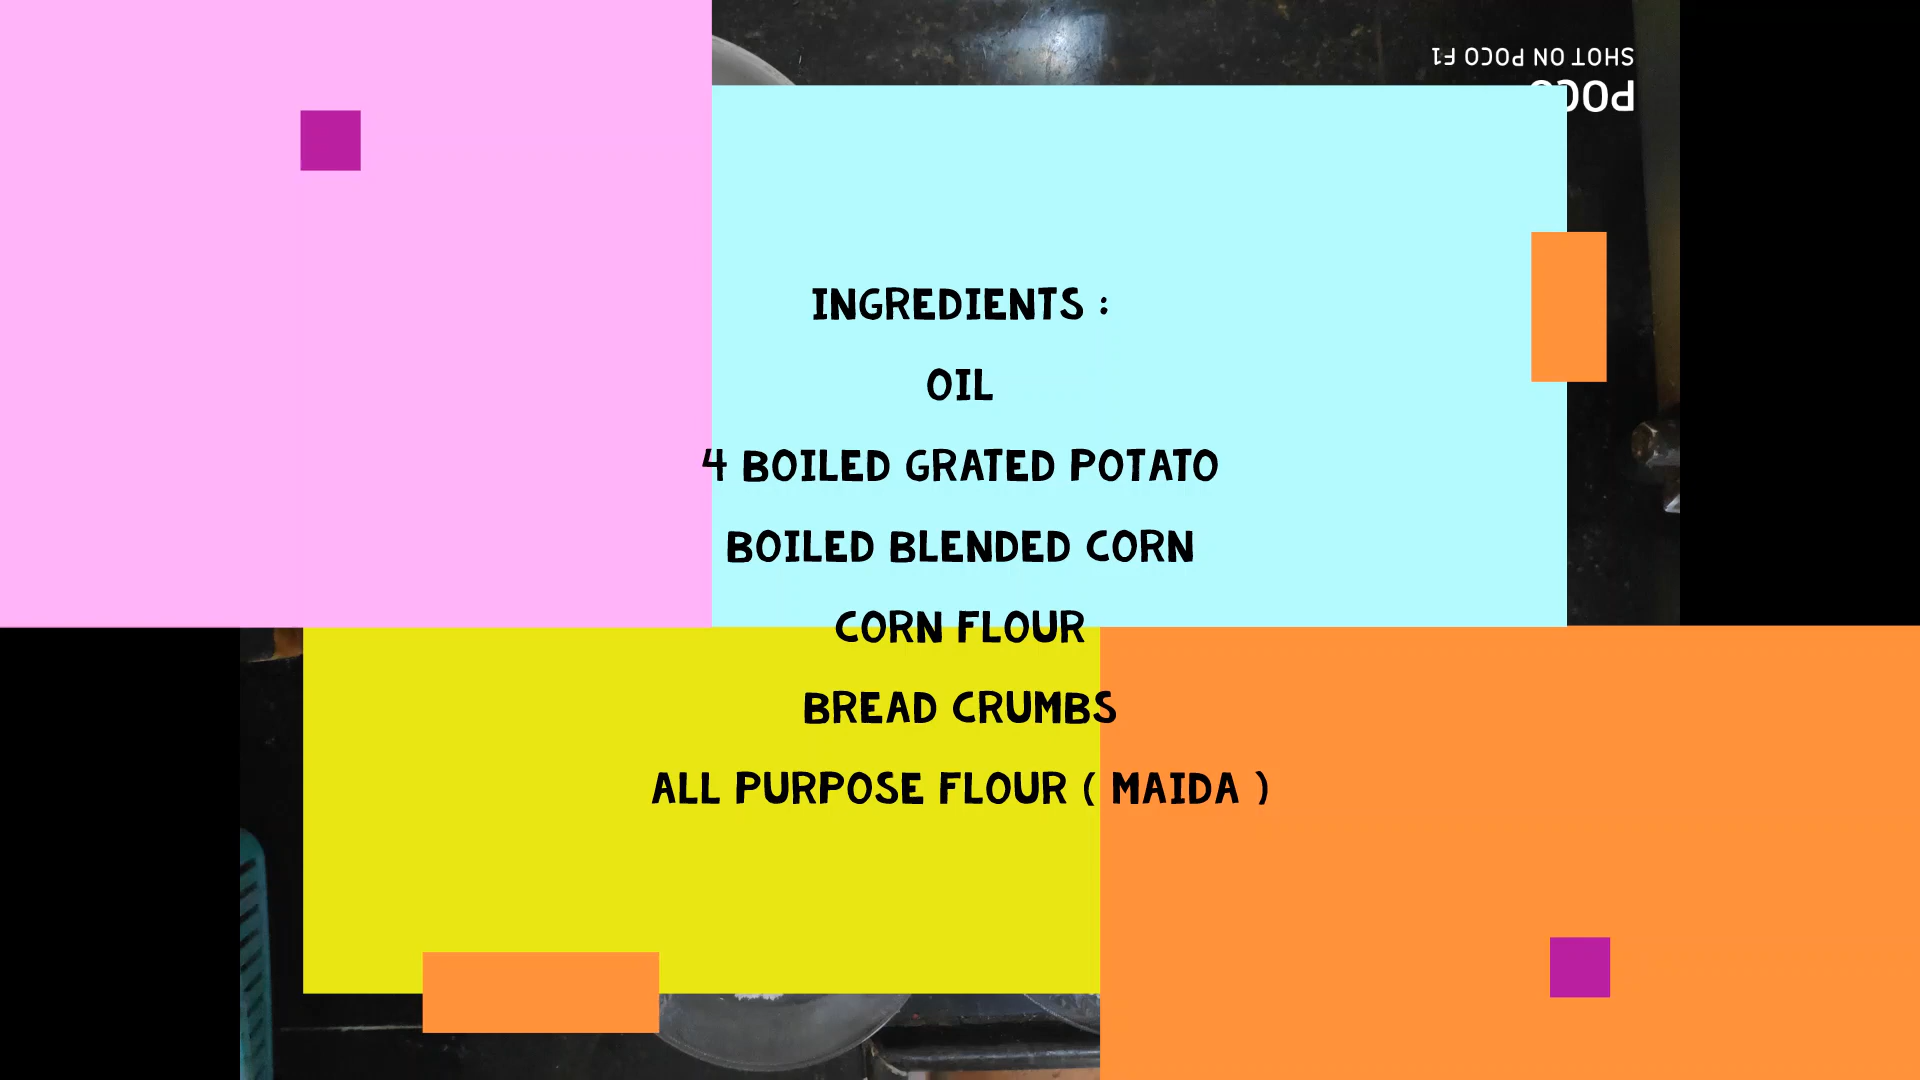 SHOT ON POCO F1
INGREDIENTS :
OIL
4 BOILED GRATED POTATO
BOILED BLENDED CORN
CORN FLOUR
BREAD CRUMBS
ALL PURPOSE FLOUR ( MAIDA )